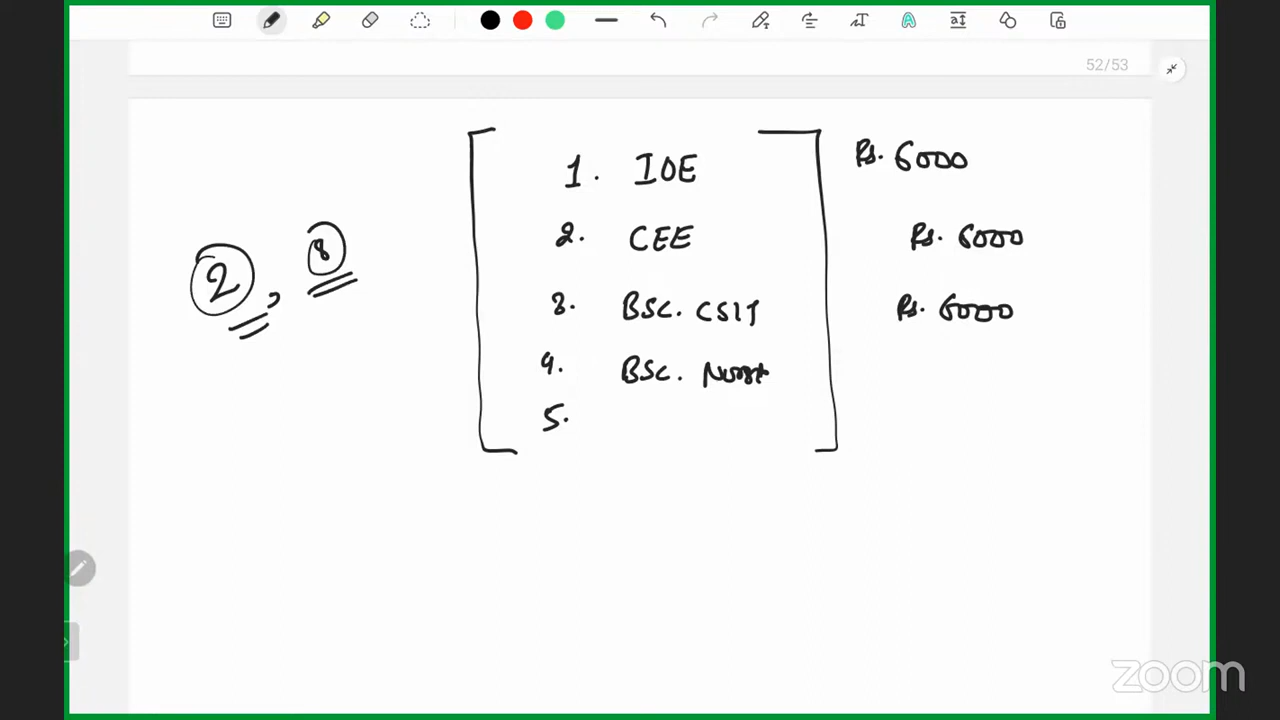 52/53
1. IOE Rs. 6000
2. CEE Rs. 6000
2, 8
3. BSc. CSIT Rs. 6000
4. BSc. Nurs
5.
zoom